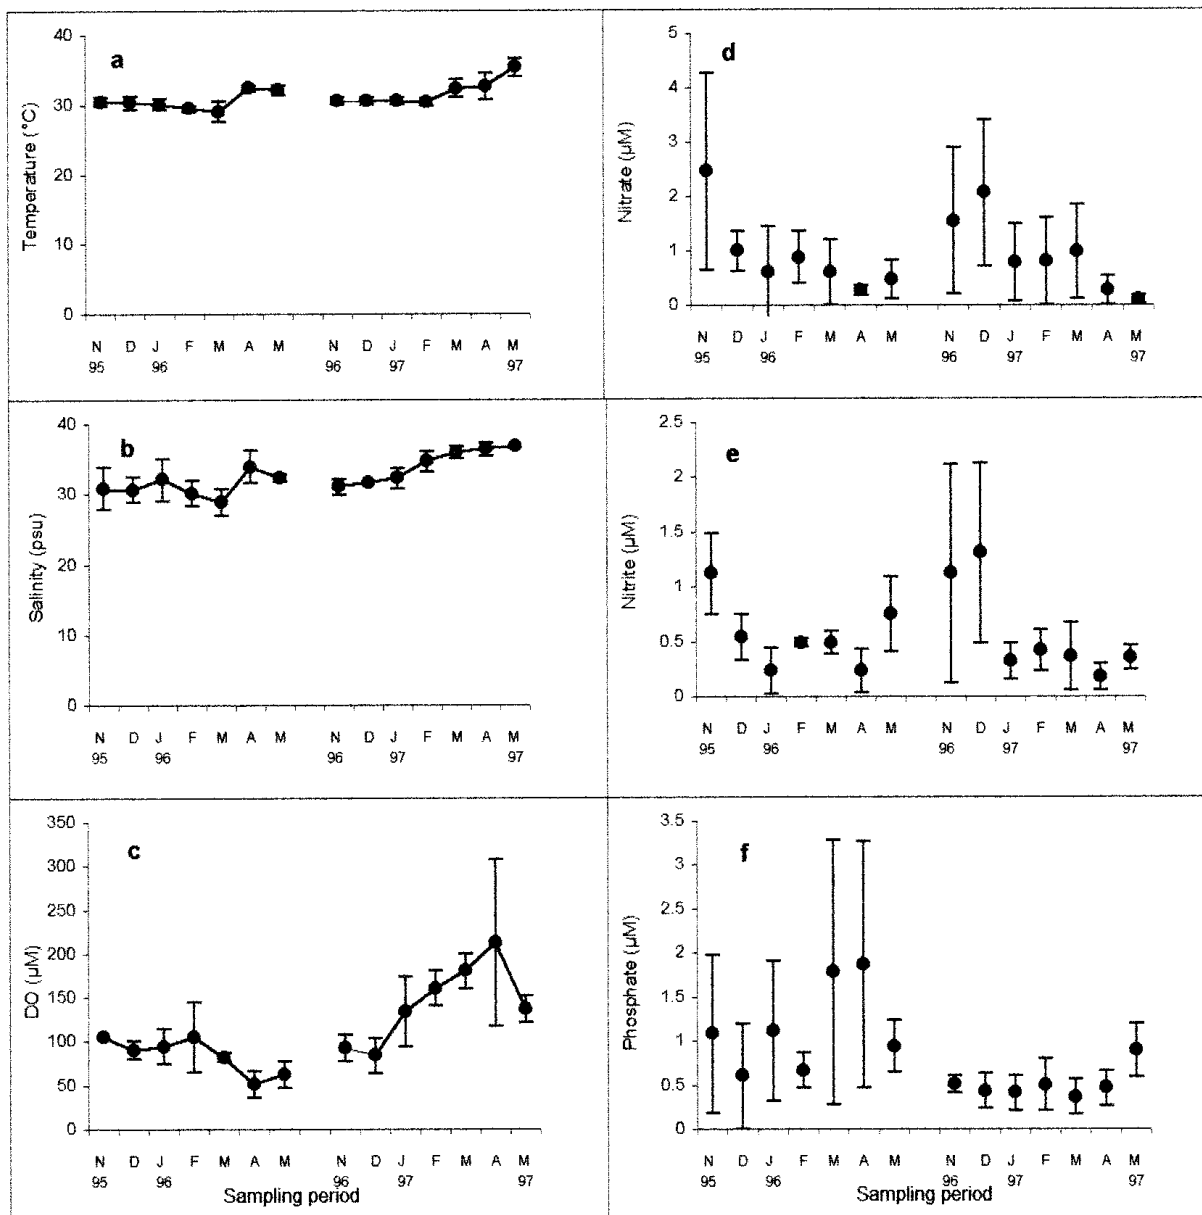 a
Temperature (°C)
40
30
20
10
0
N D J F M A M N D J F M A M
95 96 96 97 97
b
Salinity (psu)
40
30
20
10
0
N D J F M A M N D J F M A M
95 96 96 97 97
c
DO (µM)
350
300
250
200
150
100
50
0
N D J F M A M N D J F M A M
95 96 96 97 97
Sampling period
d
Nitrate (µM)
5
4
3
2
1
0
N D J F M A M N D J F M A M
95 96 96 97 97
e
Nitrite (µM)
2.5
2
1.5
1
0.5
0
N D J F M A M N D J F M A M
95 96 96 97 97
f
Phosphate (µM)
3.5
3
2.5
2
1.5
1
0.5
0
N D J F M A M N D J F M A M
95 96 96 97 97
Sampling period